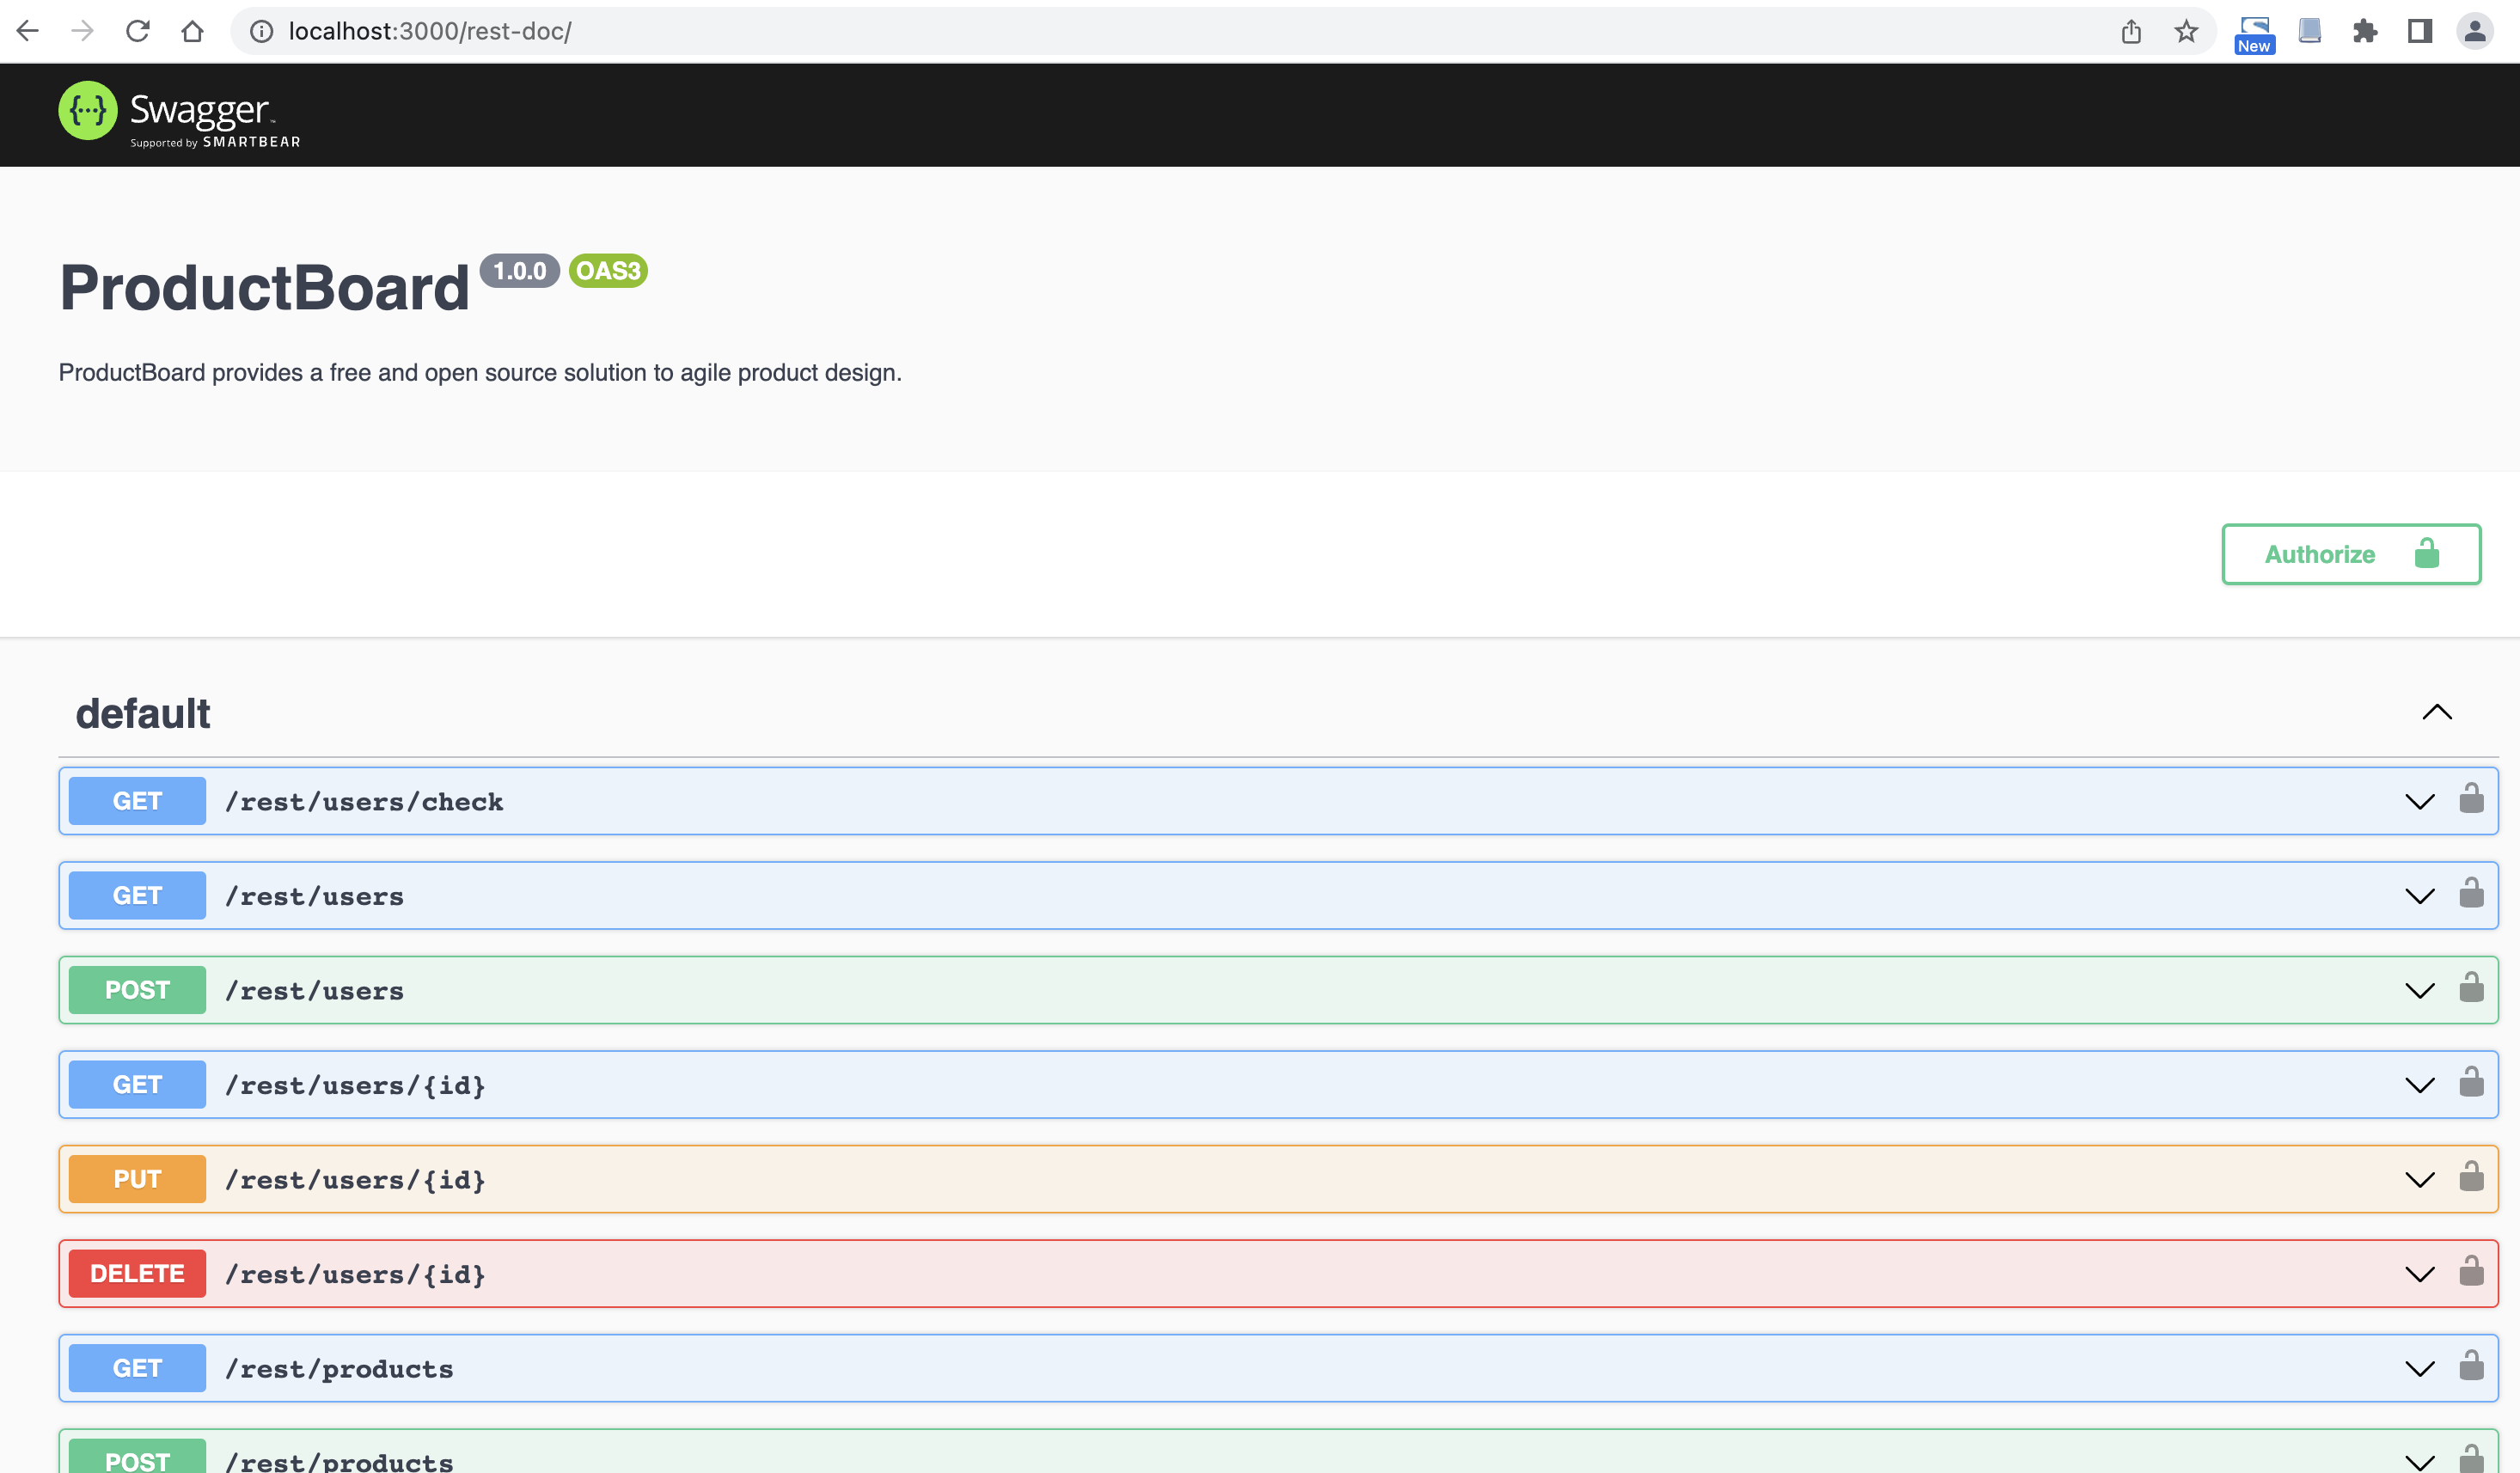 localhost:3000/rest-doc/
New
{···} Swagger™
Supported by SMARTBEAR
ProductBoard 1.0.0 OAS3
ProductBoard provides a free and open source solution to agile product design.
Authorize
default
GET /rest/users/check
GET /rest/users
POST /rest/users
GET /rest/users/{id}
PUT /rest/users/{id}
DELETE /rest/users/{id}
GET /rest/products
POST /rest/products